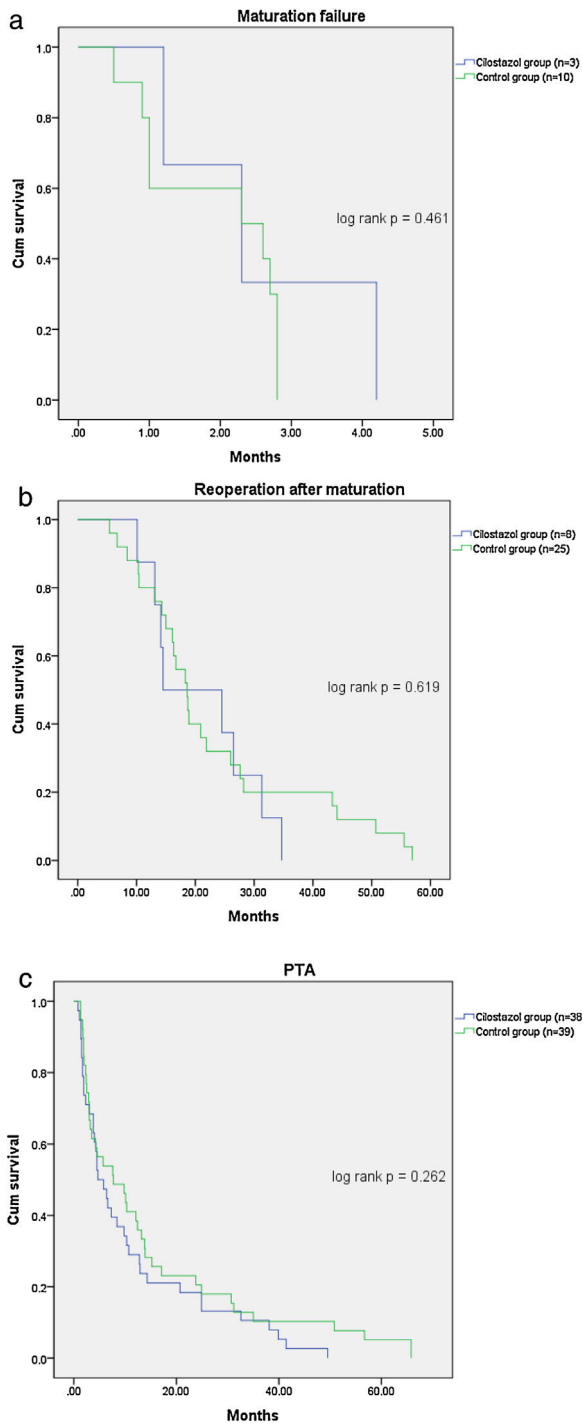 a
Maturation failure
Cilostazol group (n=3)
Control group (n=10)
1.0
0.8
0.6
0.4
0.2
0.0
Cum survival
log rank p = 0.461
.00 1.00 2.00 3.00 4.00 5.00
Months
b
Reoperation after maturation
Cilostazol group (n=8)
Control group (n=25)
1.0
0.8
0.6
0.4
0.2
0.0
Cum survival
log rank p = 0.619
.00 10.00 20.00 30.00 40.00 50.00 60.00
Months
c
PTA
Cilostazol group (n=38
Control group (n=39)
1.0
0.8
0.6
0.4
0.2
0.0
Cum survival
log rank p = 0.262
.00 20.00 40.00 60.00
Months